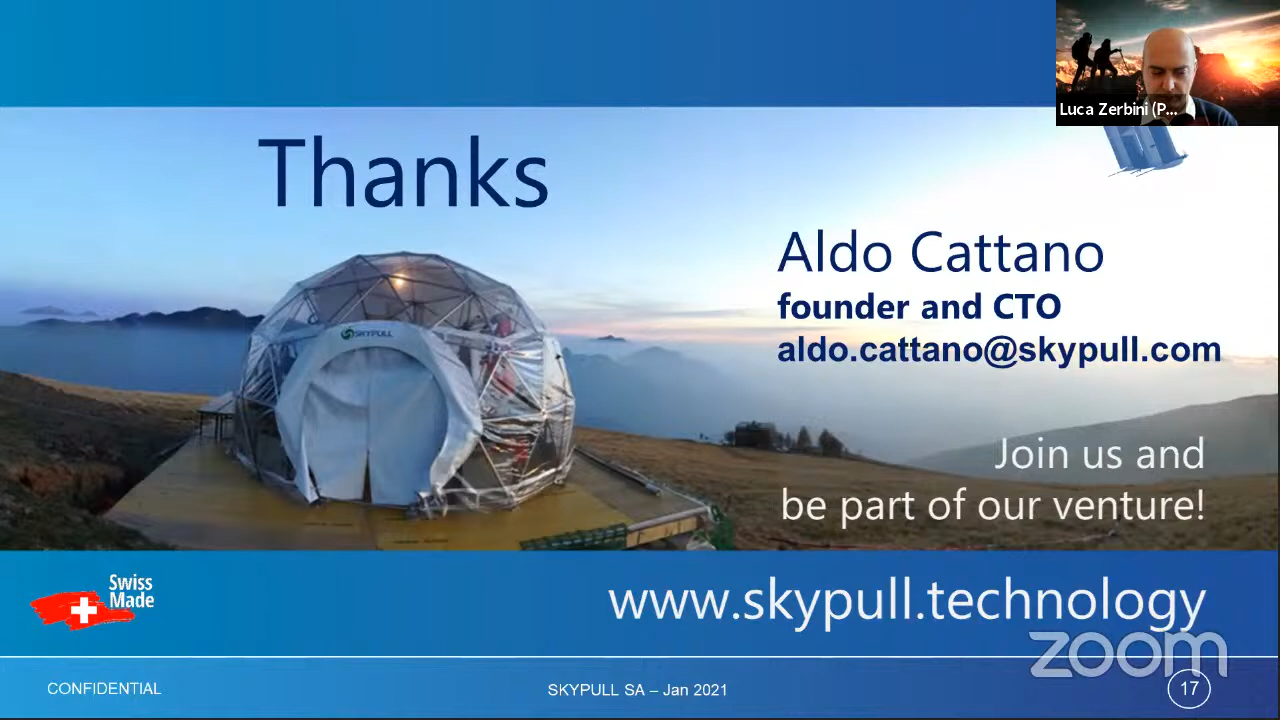 Luca Zerbini (P...
Thanks
Aldo Cattano
founder and CTO
aldo.cattano@skypull.com
SKYPULL
Join us and
be part of our venture!
Swiss
Made
www.skypull.technology
zoom
CONFIDENTIAL
SKYPULL SA – Jan 2021
17